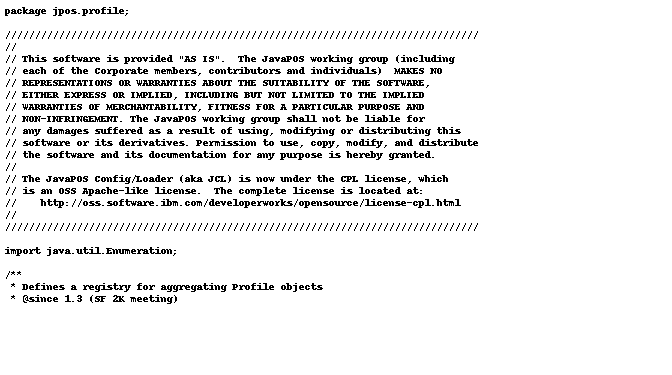 package jpos.profile;
///////////////////////////////////////////////////////////////////////////////
//
// This software is provided "AS IS".  The JavaPOS working group (including
// each of the Corporate members, contributors and individuals)  MAKES NO
// REPRESENTATIONS OR WARRANTIES ABOUT THE SUITABILITY OF THE SOFTWARE,
// EITHER EXPRESS OR IMPLIED, INCLUDING BUT NOT LIMITED TO THE IMPLIED
// WARRANTIES OF MERCHANTABILITY, FITNESS FOR A PARTICULAR PURPOSE AND
// NON-INFRINGEMENT. The JavaPOS working group shall not be liable for
// any damages suffered as a result of using, modifying or distributing this
// software or its derivatives. Permission to use, copy, modify, and distribute
// the software and its documentation for any purpose is hereby granted.
//
// The JavaPOS Config/Loader (aka JCL) is now under the CPL license, which
// is an OSS Apache-like license.  The complete license is located at:
//    http://oss.software.ibm.com/developerworks/opensource/license-cpl.html
//
///////////////////////////////////////////////////////////////////////////////
import java.util.Enumeration;
/**
 * Defines a registry for aggregating Profile objects
 * @since 1.3 (SF 2K meeting)